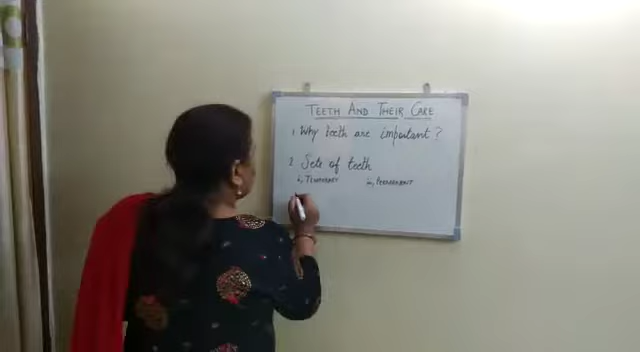 TEETH AND THEIR CARE
1 Why teeth are important?
2 Sets of teeth
i, TEMPORARY ii, PERMANENT